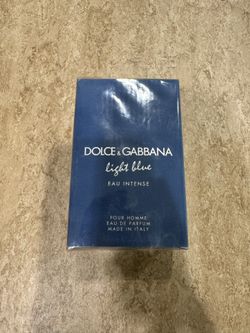 DOLCE & GABBANA
light blue
EAU INTENSE
POUR HOMME
EAU DE PARFUM
MADE IN ITALY